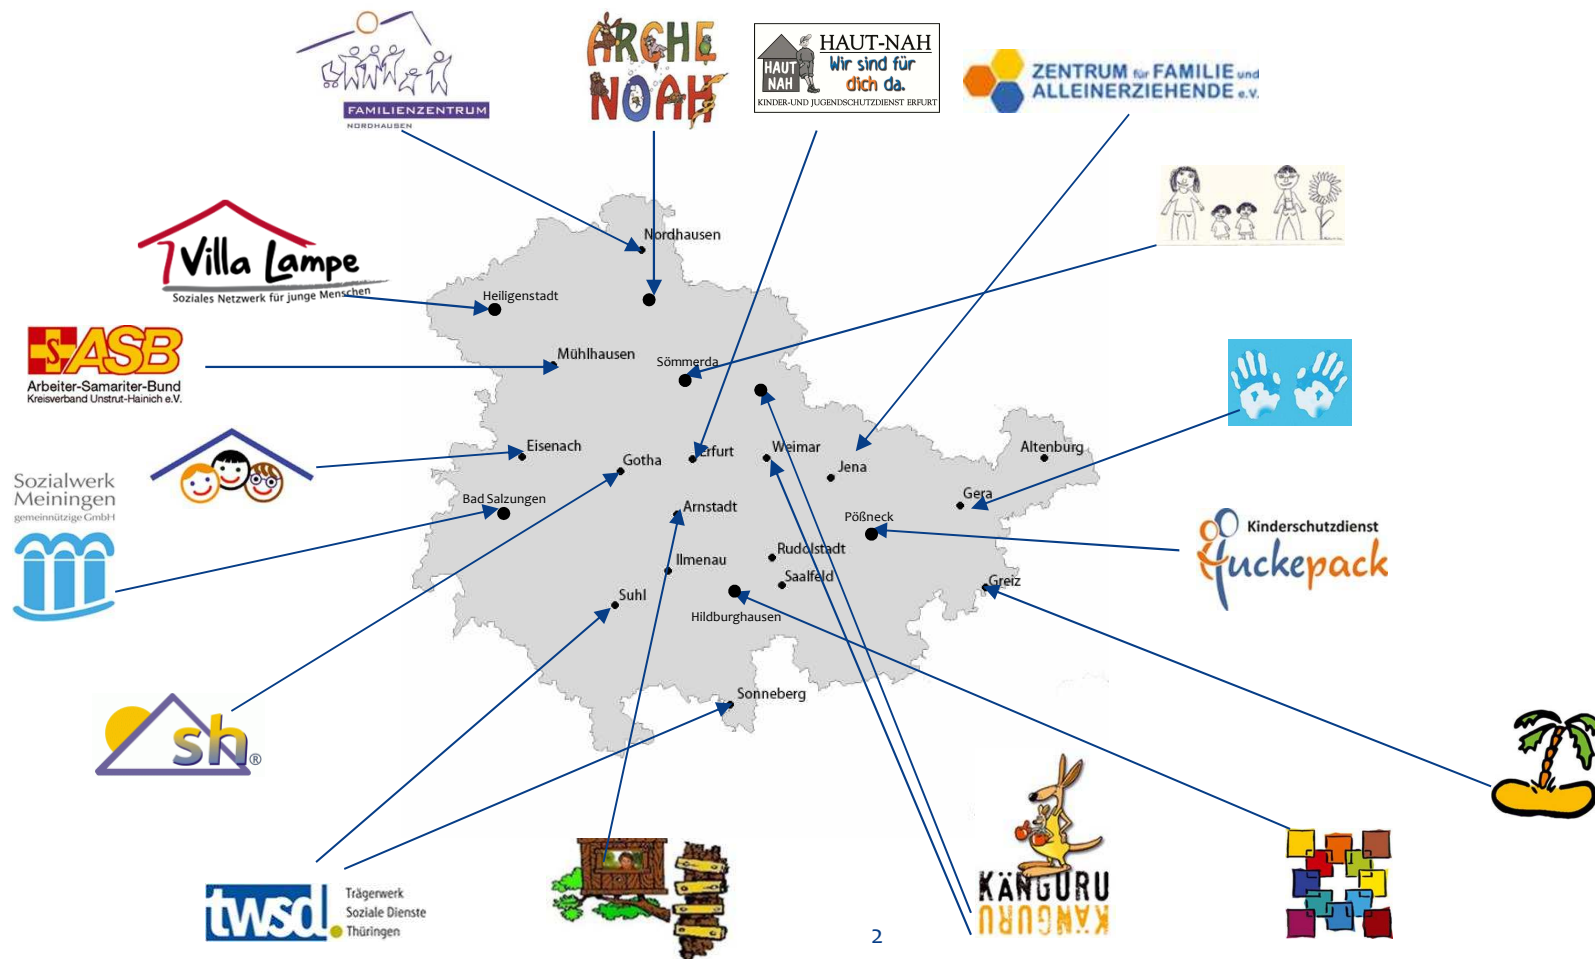 FAMILIENZENTRUM
NORDHAUSEN
ARCHE
NOAH
HAUT
NAH
HAUT-NAH
Wir sind für
dich da.
KINDER-UND JUGENDSCHUTZDIENST ERFURT
ZENTRUM für FAMILIE und
ALLEINERZIEHENDE e.V.
Villa Lampe
Soziales Netzwerk für junge Menschen
Nordhausen
Heiligenstadt
S ASB
Arbeiter-Samariter-Bund
Kreisverband Unstrut-Hainich e.V.
Mühlhausen
Sömmerda
Eisenach
Gotha
Erfurt
Weimar
Jena
Altenburg
Sozialwerk
Meiningen
gemeinnützige GmbH
Bad Salzungen
Arnstadt
Gera
Pößneck
Kinderschutzdienst
Huckepack
Ilmenau
Rudolstadt
Saalfeld
Greiz
Suhl
Hildburghausen
Sonneberg
sh®
twsd
Trägerwerk
Soziale Dienste
Thüringen
KÄNGURU
KÄNGURU
2